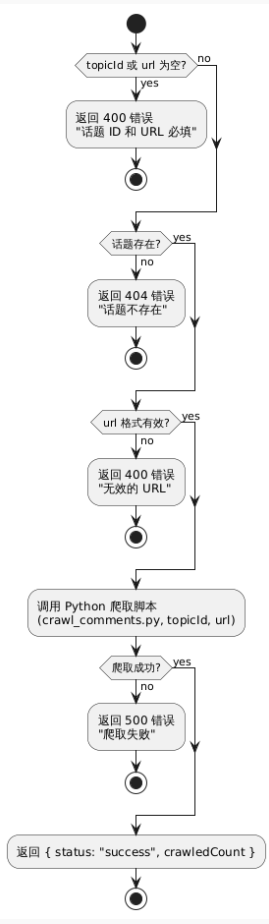 topicId 或 url 为空?
no
yes
返回 400 错误
"话题 ID 和 URL 必填"
话题存在?
yes
no
返回 404 错误
"话题不存在"
url 格式有效?
yes
no
返回 400 错误
"无效的 URL"
调用 Python 爬取脚本
(crawl_comments.py, topicId, url)
爬取成功?
yes
no
返回 500 错误
"爬取失败"
返回 { status: "success", crawledCount }